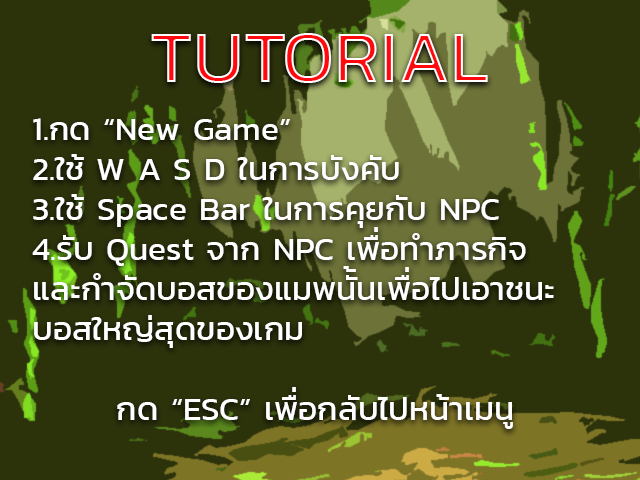 TUTORIAL
1.กด “New Game”
2.ใช้ W A S D ในการบังคับ
3.ใช้ Space Bar ในการคุยกับ NPC
4.รับ Quest จาก NPC เพื่อทำภารกิจ
และกำจัดบอสของแมพนั้นเพื่อไปเอาชนะ
บอสใหญ่สุดของเกม
กด “ESC” เพื่อกลับไปหน้าเมนู